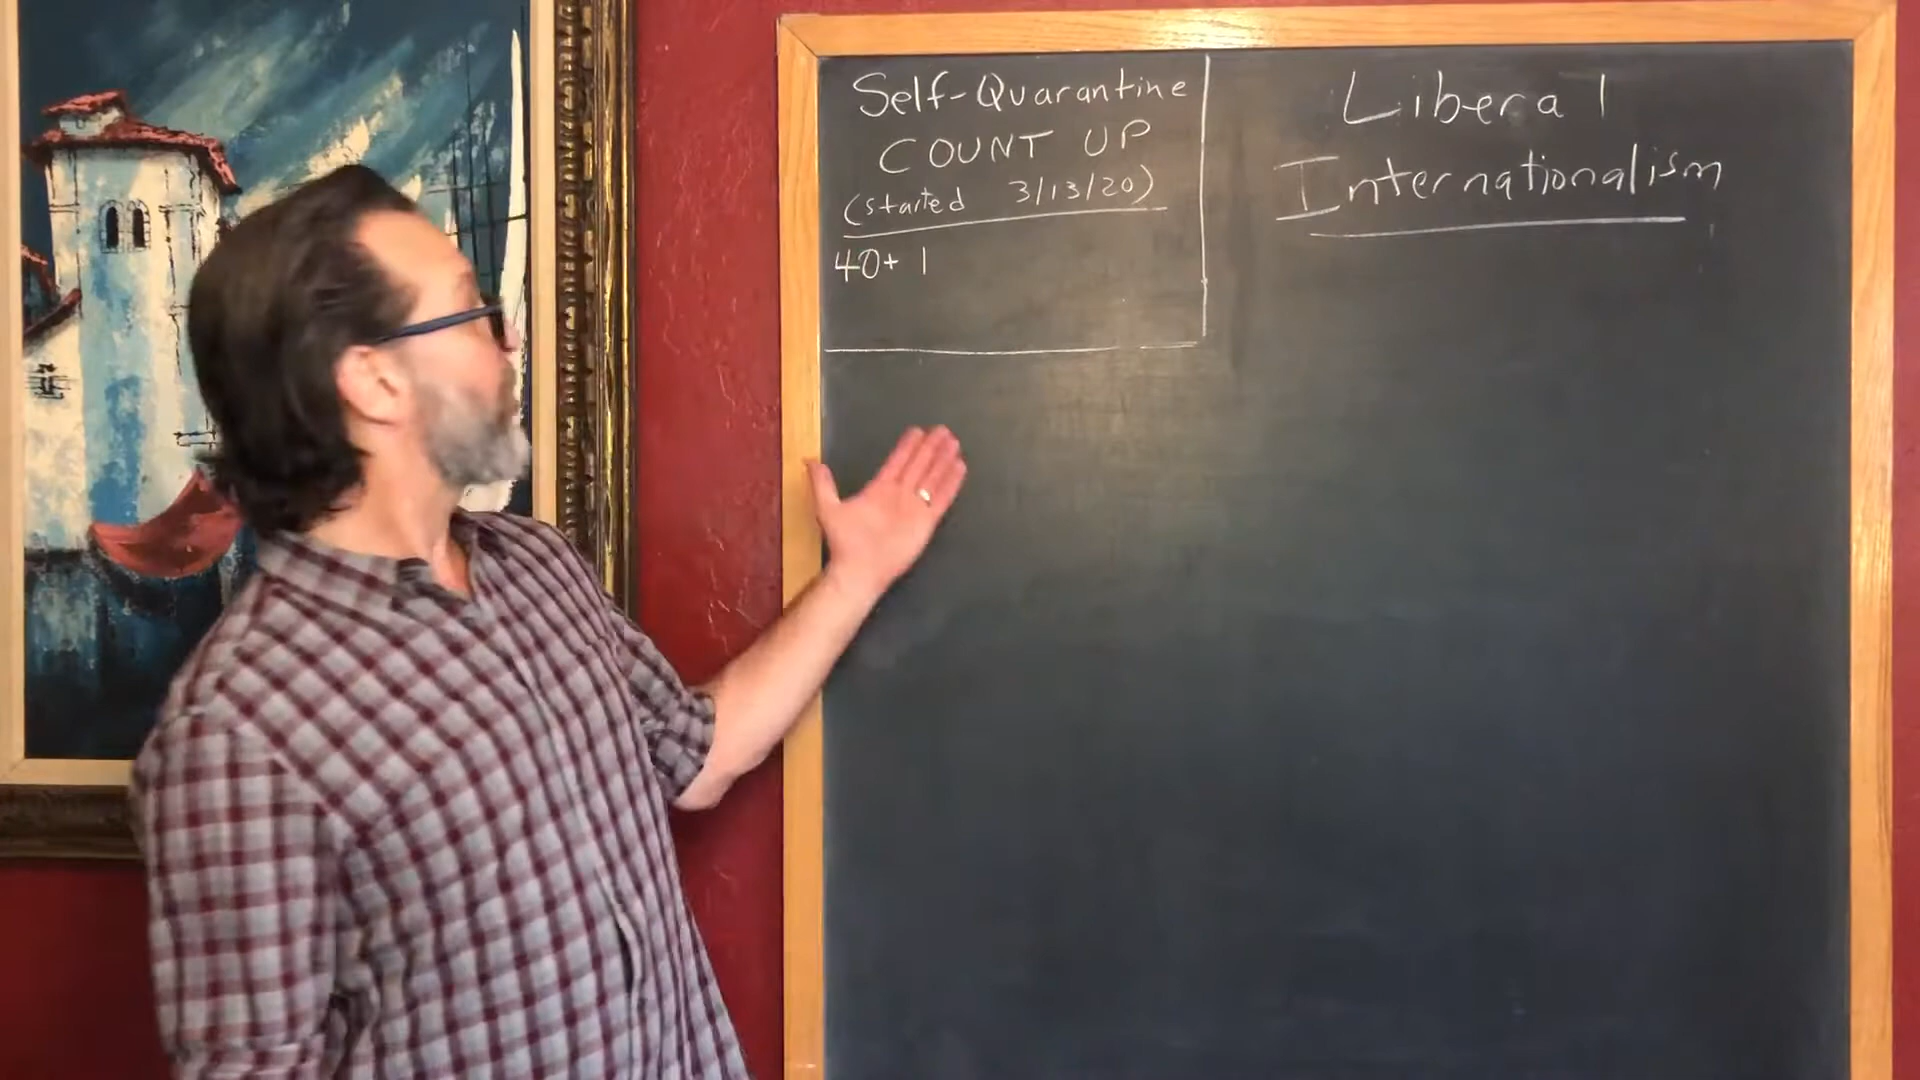 Self-Quarantine
COUNT UP
(started 3/13/20)
40+ 1
Liberal
Internationalism